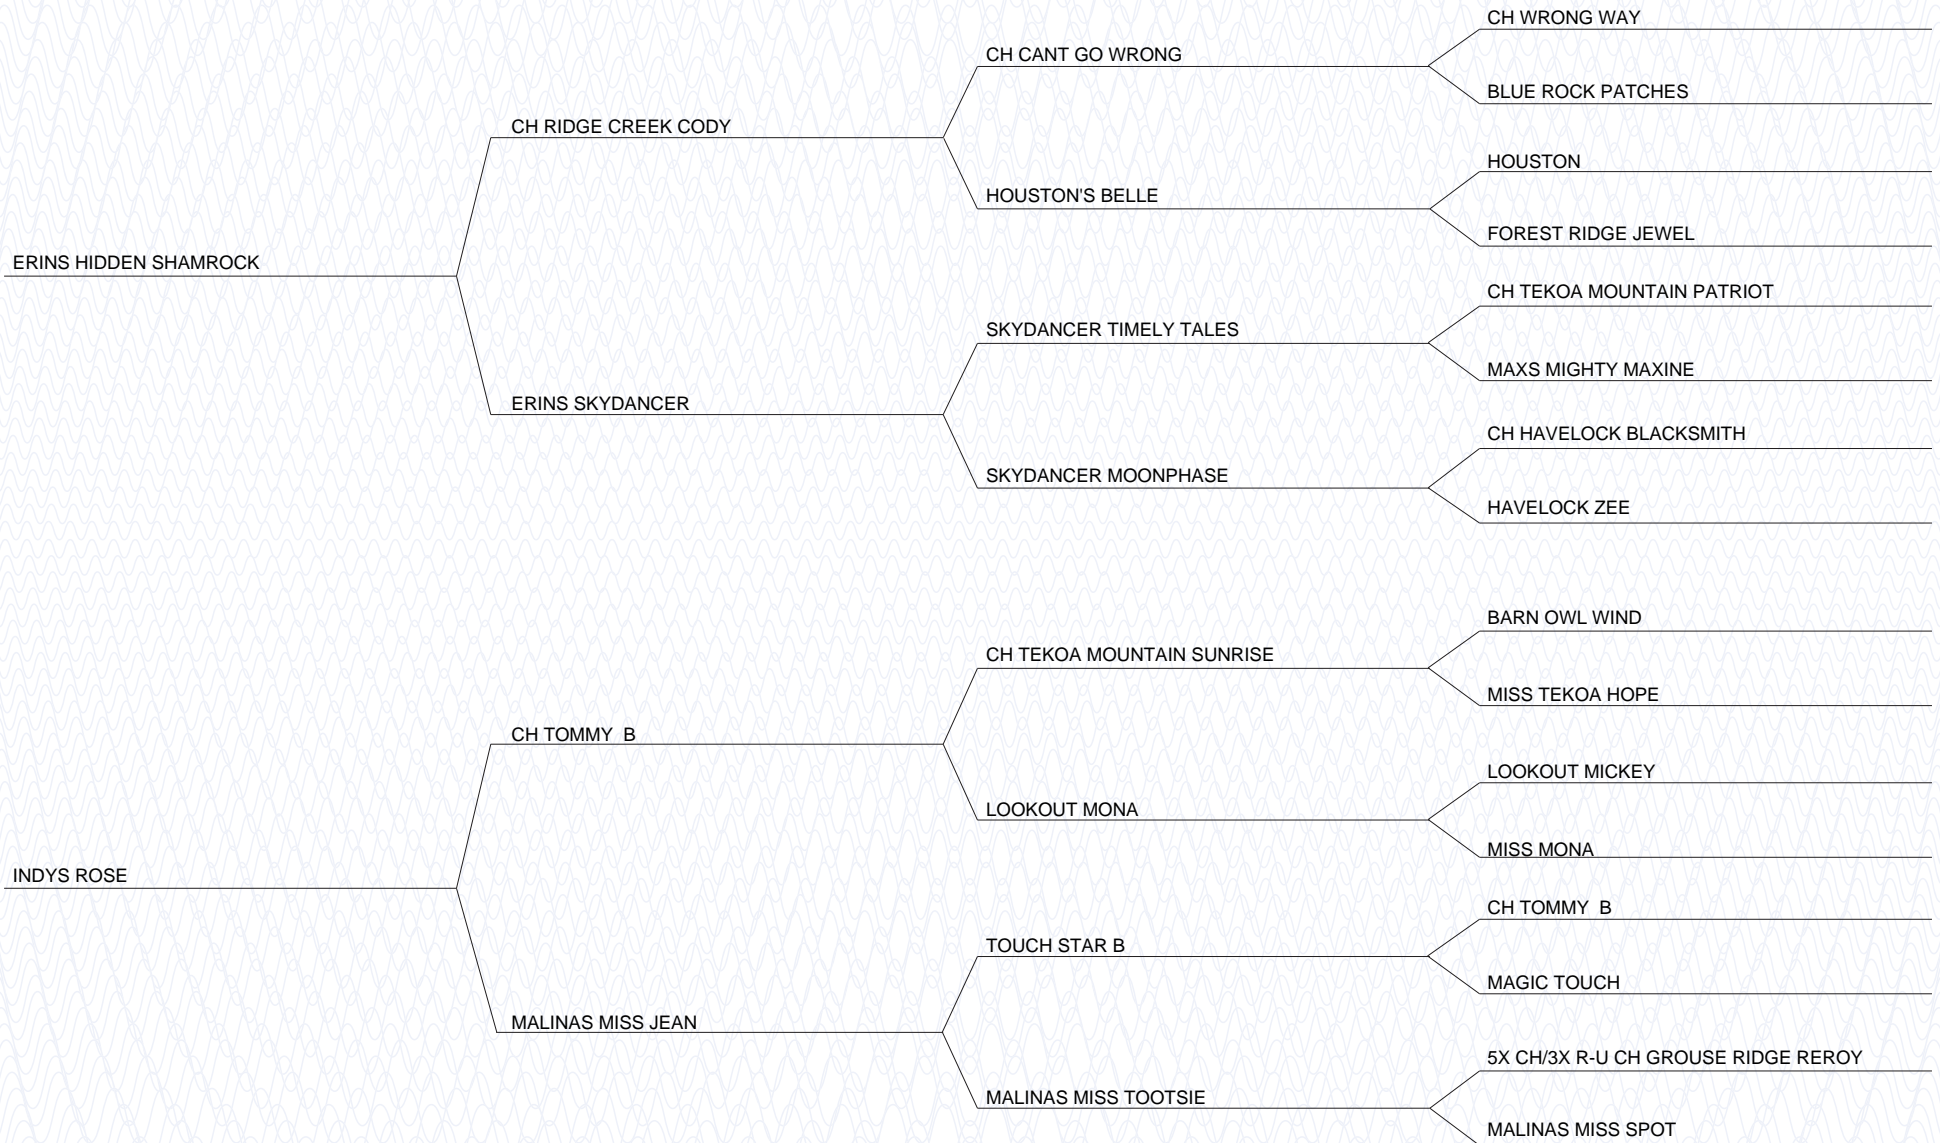 CH WRONG WAY
CH CANT GO WRONG
BLUE ROCK PATCHES
CH RIDGE CREEK CODY
HOUSTON
HOUSTON'S BELLE
FOREST RIDGE JEWEL
ERINS HIDDEN SHAMROCK
CH TEKOA MOUNTAIN PATRIOT
SKYDANCER TIMELY TALES
MAXS MIGHTY MAXINE
ERINS SKYDANCER
CH HAVELOCK BLACKSMITH
SKYDANCER MOONPHASE
HAVELOCK ZEE
BARN OWL WIND
CH TEKOA MOUNTAIN SUNRISE
MISS TEKOA HOPE
CH TOMMY  B
LOOKOUT MICKEY
LOOKOUT MONA
MISS MONA
INDYS ROSE
CH TOMMY  B
TOUCH STAR B
MAGIC TOUCH
MALINAS MISS JEAN
5X CH/3X R-U CH GROUSE RIDGE REROY
MALINAS MISS TOOTSIE
MALINAS MISS SPOT